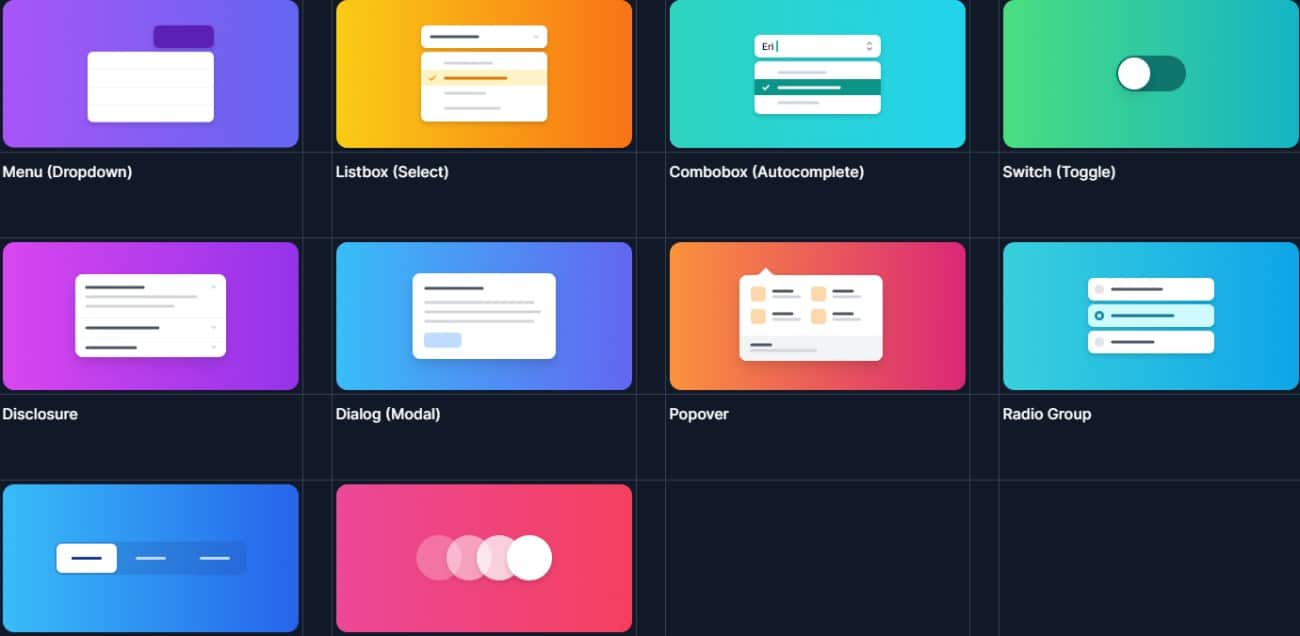 Eri
Menu (Dropdown)
Listbox (Select)
Combobox (Autocomplete)
Switch (Toggle)
Disclosure
Dialog (Modal)
Popover
Radio Group